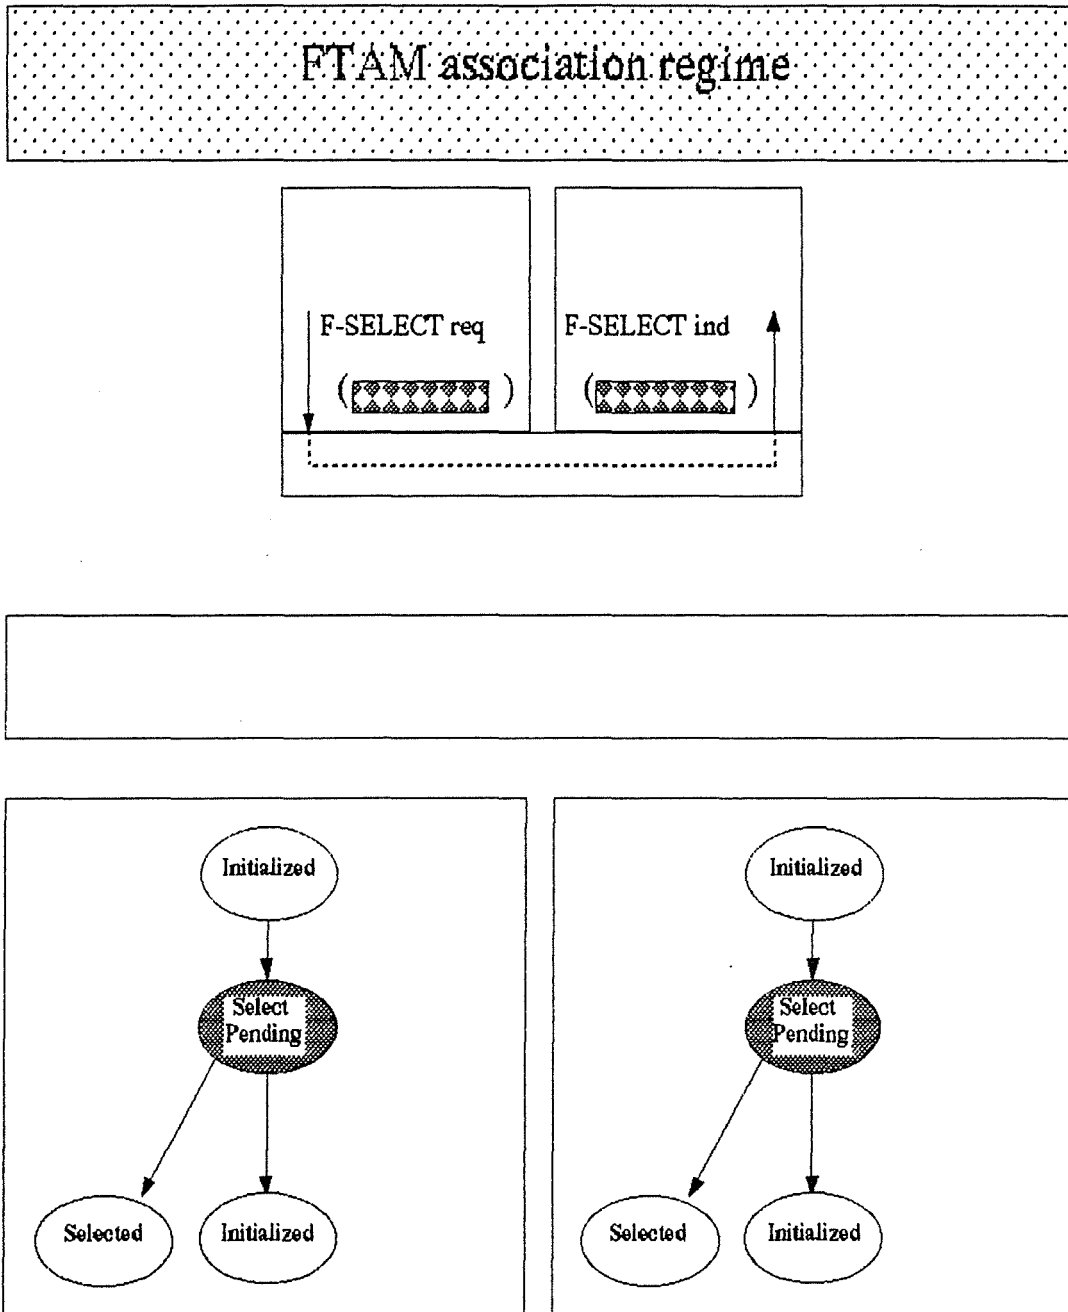 FTAM association regime
F-SELECT req
F-SELECT ind
( )
( )
Initialized
Initialized
Select
Pending
Select
Pending
Selected
Initialized
Selected
Initialized